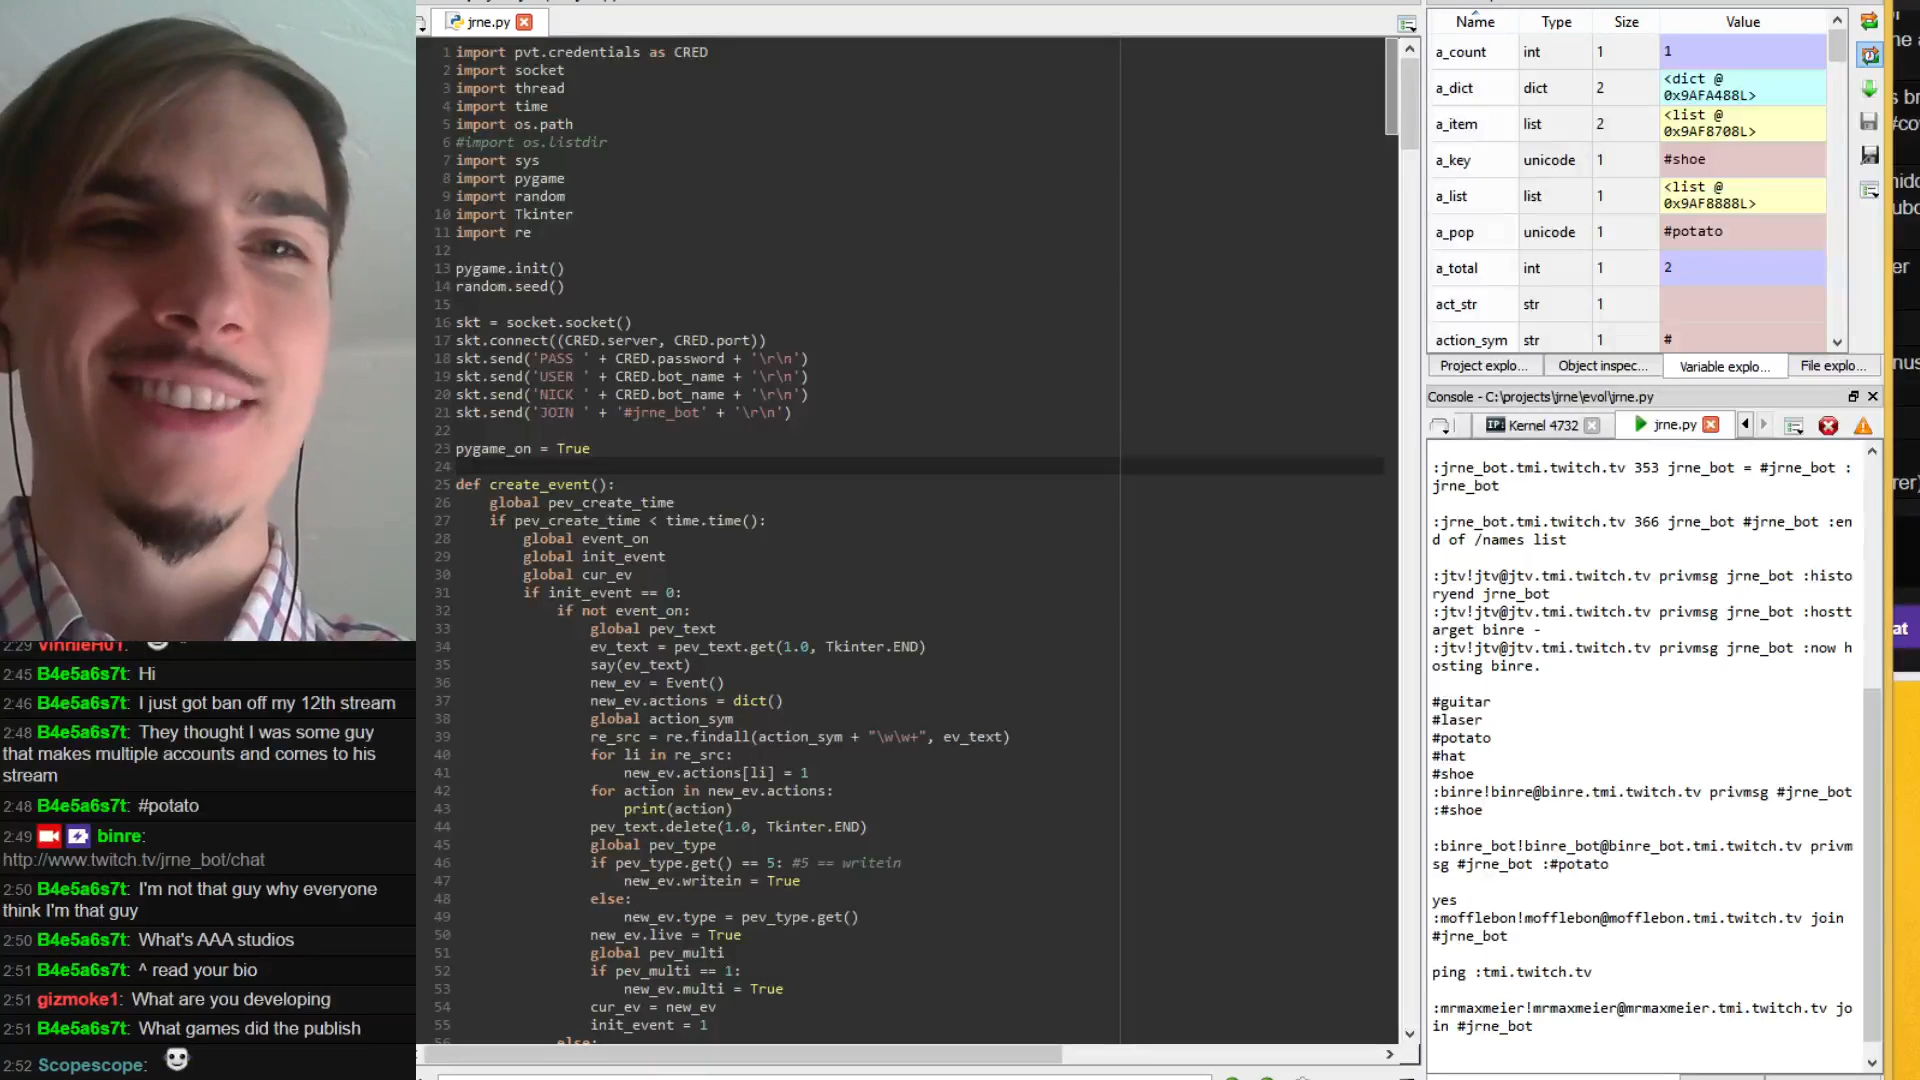 jrne.py
1 import pvt.credentials as CRED
2 import socket
3 import thread
4 import time
5 import os.path
6 #import os.listdir
7 import sys
8 import pygame
9 import random
10 import Tkinter
11 import re
12
13 pygame.init()
14 random.seed()
15
16 skt = socket.socket()
17 skt.connect((CRED.server, CRED.port))
18 skt.send('PASS ' + CRED.password + '\r\n')
19 skt.send('USER ' + CRED.bot_name + '\r\n')
20 skt.send('NICK ' + CRED.bot_name + '\r\n')
21 skt.send('JOIN ' + '#jrne_bot' + '\r\n')
22
23 pygame_on = True
24
25 def create_event():
26 global pev_create_time
27 if pev_create_time < time.time():
28 global event_on
29 global init_event
30 global cur_ev
31 if init_event == 0:
32 if not event_on:
33 global pev_text
34 ev_text = pev_text.get(1.0, Tkinter.END)
35 say(ev_text)
36 new_ev = Event()
37 new_ev.actions = dict()
38 global action_sym
39 re_src = re.findall(action_sym + "\w\w+", ev_text)
40 for li in re_src:
41 new_ev.actions[li] = 1
42 for action in new_ev.actions:
43 print(action)
44 pev_text.delete(1.0, Tkinter.END)
45 global pev_type
46 if pev_type.get() == 5: #5 == writein
47 new_ev.writein = True
48 else:
49 new_ev.type = pev_type.get()
50 new_ev.live = True
51 global pev_multi
52 if pev_multi == 1:
53 new_ev.multi = True
54 cur_ev = new_ev
55 init_event = 1
56 else:
2:29 VinnieH01:
2:45 B4e5a6s7t: Hi
2:46 B4e5a6s7t: I just got ban off my 12th stream
2:48 B4e5a6s7t: They thought I was some guy
that makes multiple accounts and comes to his
stream
2:48 B4e5a6s7t: #potato
2:49 binre:
http://www.twitch.tv/jrne_bot/chat
2:50 B4e5a6s7t: I'm not that guy why everyone
think I'm that guy
2:50 B4e5a6s7t: What's AAA studios
2:51 B4e5a6s7t: ^ read your bio
2:51 gizmoke1: What are you developing
2:51 B4e5a6s7t: What games did the publish
2:52 Scopescope:
Name Type Size Value
a_count int 1 1
a_dict dict 2 <dict @
0x9AFA488L>
a_item list 2 <list @
0x9AF8708L>
a_key unicode 1 #shoe
a_list list 1 <list @
0x9AF8888L>
a_pop unicode 1 #potato
a_total int 1 2
act_str str 1
action_sym str 1 #
Project explo... Object inspec... Variable explo... File explo...
Console - C:\projects\jrne\evol\jrne.py
IP: Kernel 4732 jrne.py
:jrne_bot.tmi.twitch.tv 353 jrne_bot = #jrne_bot :
jrne_bot
:jrne_bot.tmi.twitch.tv 366 jrne_bot #jrne_bot :en
d of /names list
:jtv!jtv@jtv.tmi.twitch.tv privmsg jrne_bot :histo
ryend jrne_bot
:jtv!jtv@jtv.tmi.twitch.tv privmsg jrne_bot :hostt
arget binre -
:jtv!jtv@jtv.tmi.twitch.tv privmsg jrne_bot :now h
osting binre.
#guitar
#laser
#potato
#hat
#shoe
:binre!binre@binre.tmi.twitch.tv privmsg #jrne_bot
:#shoe
:binre_bot!binre_bot@binre_bot.tmi.twitch.tv privm
sg #jrne_bot :#potato
yes
:mofflebon!mofflebon@mofflebon.tmi.twitch.tv join
#jrne_bot
ping :tmi.twitch.tv
:mrmaxmeier!mrmaxmeier@mrmaxmeier.tmi.twitch.tv jo
in #jrne_bot